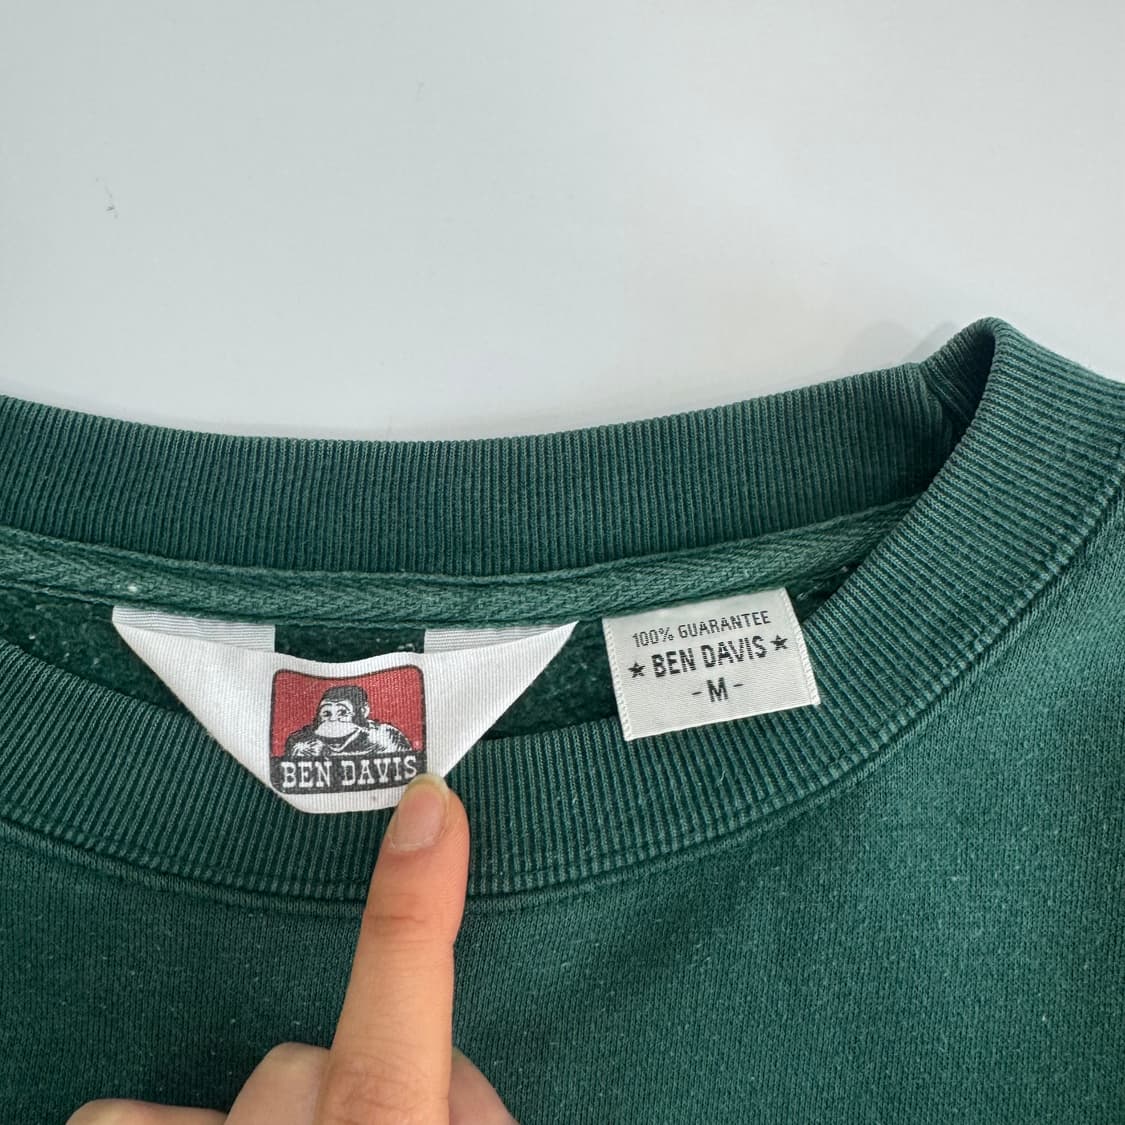 BEN DAVIS
100% GUARANTEE
★ BEN DAVIS ★
- M -